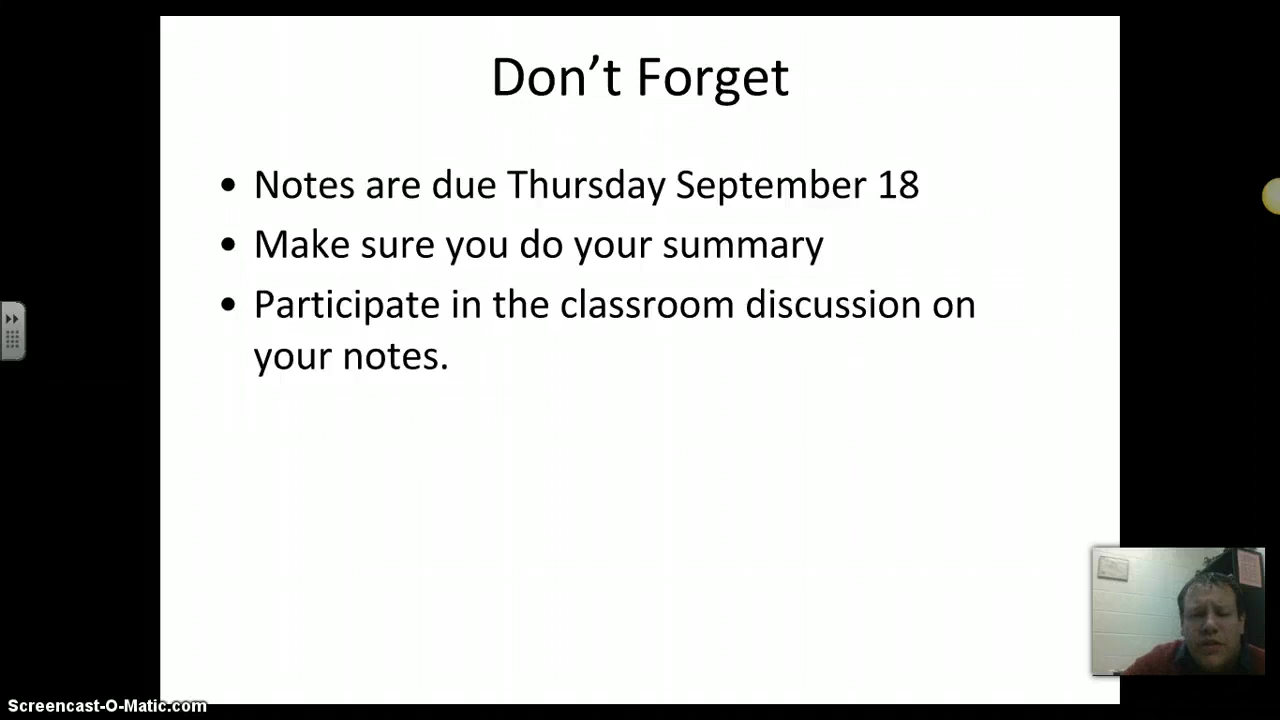 Don’t Forget
• Notes are due Thursday September 18
• Make sure you do your summary
• Participate in the classroom discussion on
your notes.
Screencast-O-Matic.com